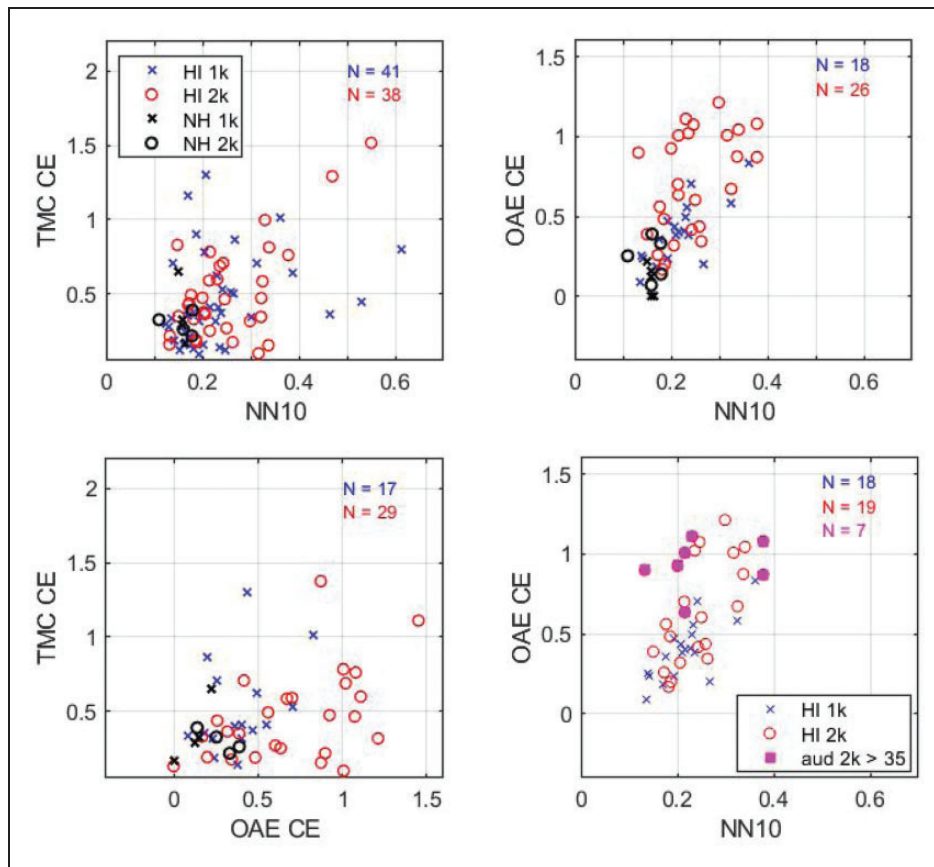 2
1.5
1
0.5
TMC CE
HI 1k
HI 2k
NH 1k
NH 2k
N = 41
N = 38
0
0.2
0.4
0.6
NN10
1.5
1
0.5
0
OAE CE
N = 18
N = 26
0
0.2
0.4
0.6
NN10
2
1.5
1
0.5
TMC CE
N = 17
N = 29
0
0.5
1
1.5
OAE CE
1.5
1
0.5
0
OAE CE
N = 18
N = 19
N = 7
HI 1k
HI 2k
aud 2k > 35
0
0.2
0.4
0.6
NN10